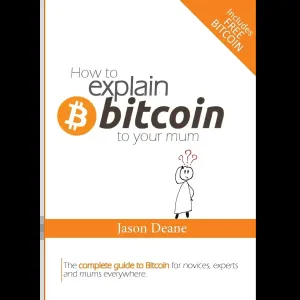 Includes
FREE
BITCOIN
How to
explain
bitcoin
to your mum
???
Jason Deane
The complete guide to Bitcoin for novices, experts
and mums everywhere.